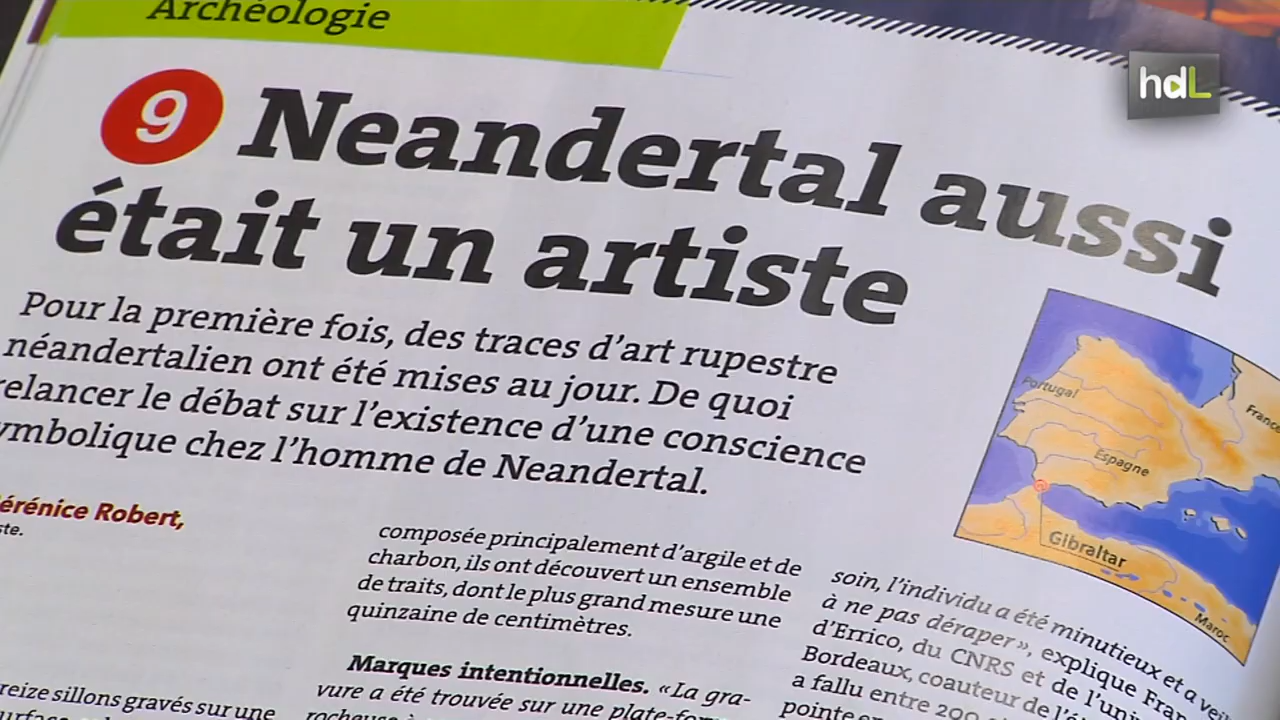 Archéologie
hdL
9 Neandertal aussi
était un artiste
Pour la première fois, des traces d'art rupestre
néandertalien ont été mises au jour. De quoi
relancer le débat sur l'existence d'une conscience
symbolique chez l'homme de Neandertal.
Portugal
Espagne
France
Gibraltar
Maroc
érénice Robert,
ste.
reize sillons gravés sur une
composée principalement d'argile et de
charbon, ils ont découvert un ensemble
de traits, dont le plus grand mesure une
quinzaine de centimètres.
Marques intentionnelles. «La gra-
vure a été trouvée sur une plate-for
soin, l'individu a été minutieux et a
à ne pas déraper», explique Fran
d'Errico, du CNRS et de l'uni
Bordeaux, coauteur de l'é
a fallu entre 200